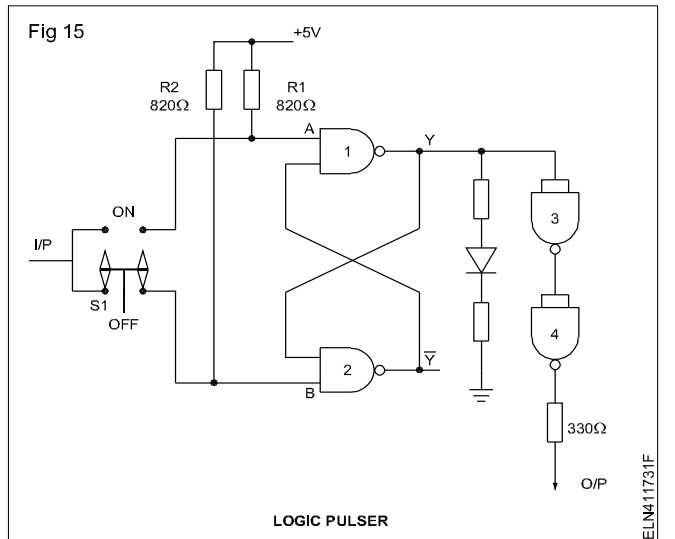 Fig 15
+5V
R2
820Ω
R1
820Ω
A
1
Y
ON
I/P
3
S1
OFF
4
2
Y̅
B
330Ω
O/P
LOGIC PULSER
ELN411731F